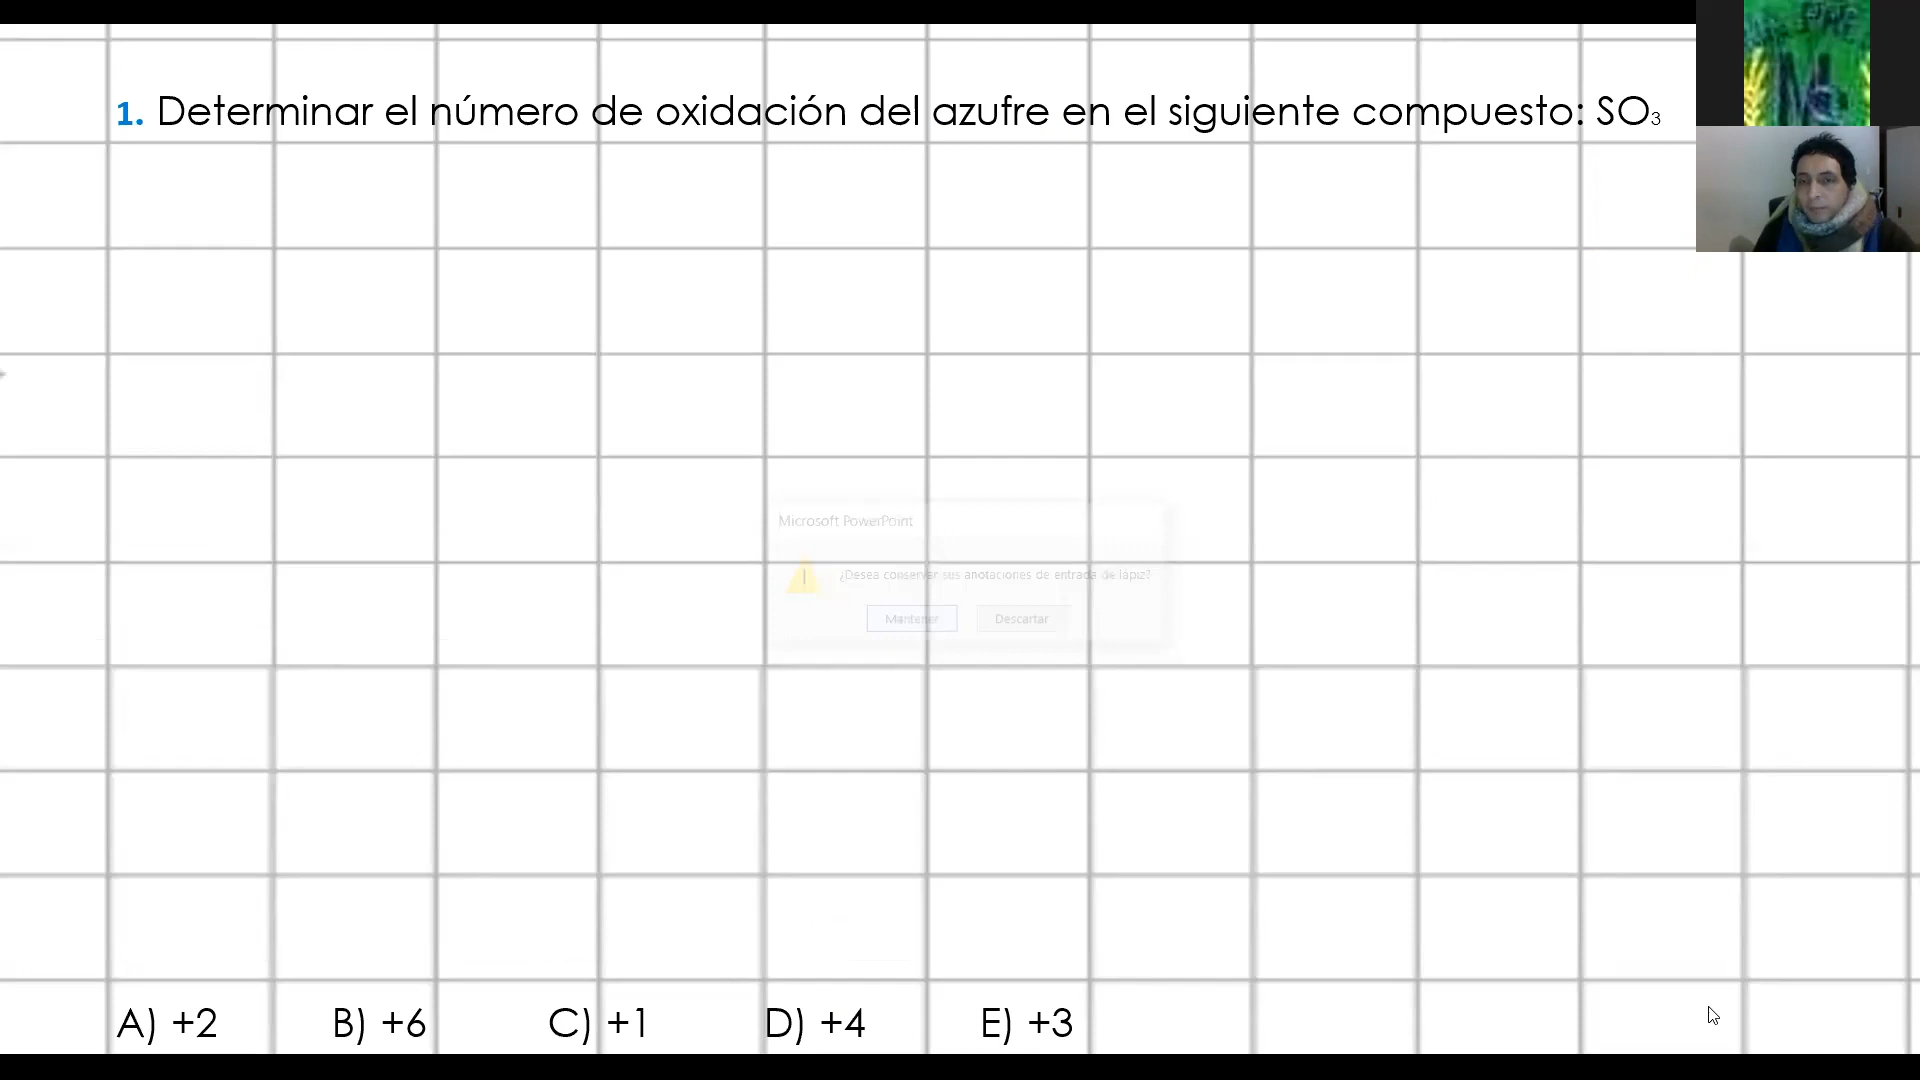 1. Determinar el número de oxidación del azufre en el siguiente compuesto: SO₃
Microsoft PowerPoint
¿Desea conservar sus anotaciones de entrada de lápiz?
Mantener Descartar
A) +2 B) +6 C) +1 D) +4 E) +3